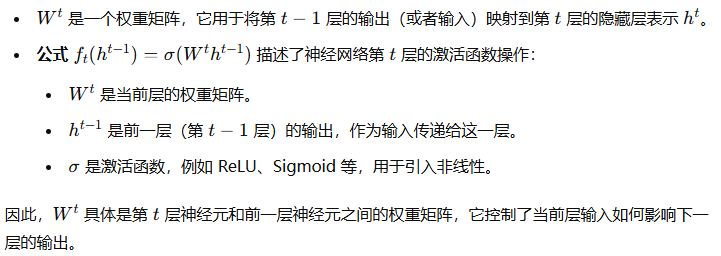 • $W^t$ 是一个权重矩阵，它用于将第 $t-1$ 层的输出（或者输入）映射到第 $t$ 层的隐藏层表示 $h^t$。
• 公式 $f_t(h^{t-1}) = \sigma(W^t h^{t-1})$ 描述了神经网络第 $t$ 层的激活函数操作：
• $W^t$ 是当前层的权重矩阵。
• $h^{t-1}$ 是前一层（第 $t-1$ 层）的输出，作为输入传递给这一层。
• $\sigma$ 是激活函数，例如 ReLU、Sigmoid 等，用于引入非线性。
因此，$W^t$ 具体是第 $t$ 层神经元和前一层神经元之间的权重矩阵，它控制了当前层输入如何影响下一
层的输出。